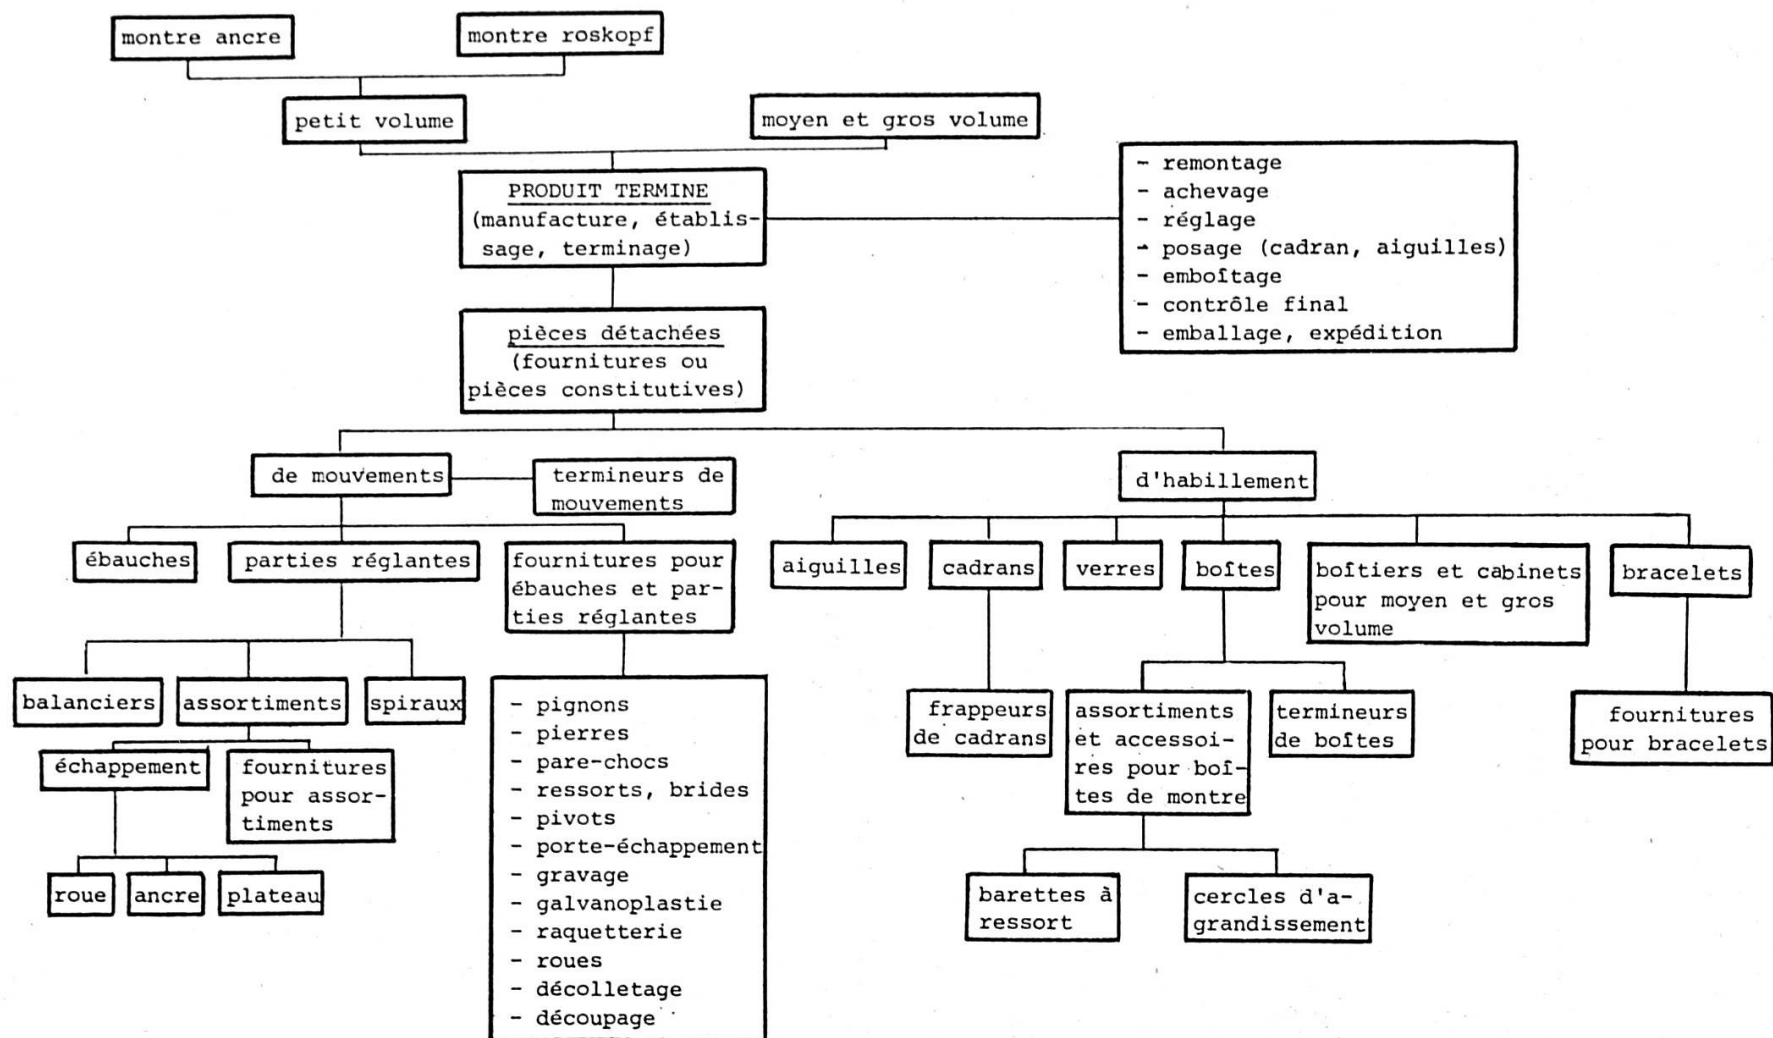 montre ancre
montre roskopf
petit volume
moyen et gros volume
PRODUIT TERMINE
(manufacture, établis-
sage, terminage)
- remontage
- achevage
- réglage
- posage (cadran, aiguilles)
- emboîtage
- contrôle final
- emballage, expédition
pièces détachées
(fournitures ou
pièces constitutives)
de mouvements
termineurs de
mouvements
d'habillement
ébauches
parties réglantes
fournitures pour
ébauches et par-
ties réglantes
aiguilles
cadrans
verres
boîtes
boîtiers et cabinets
pour moyen et gros
volume
bracelets
balanciers
assortiments
spiraux
échappement
fournitures
pour assor-
timents
roue
ancre
plateau
- pignons
- pierres
- pare-chocs
- ressorts, brides
- pivots
- porte-échappement
- gravage
- galvanoplastie
- raquetterie
- roues
- décolletage
- découpage
frappeurs
de cadrans
assortiments
et accessoi-
res pour boî-
tes de montre
termineurs
de boîtes
fournitures
pour bracelets
barettes à
ressort
cercles d'a-
grandissement